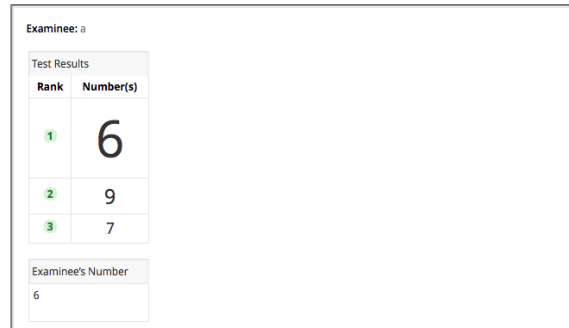 Examinee: a
Test Results
Rank Number(s)
1 6
2 9
3 7
Examinee's Number
6